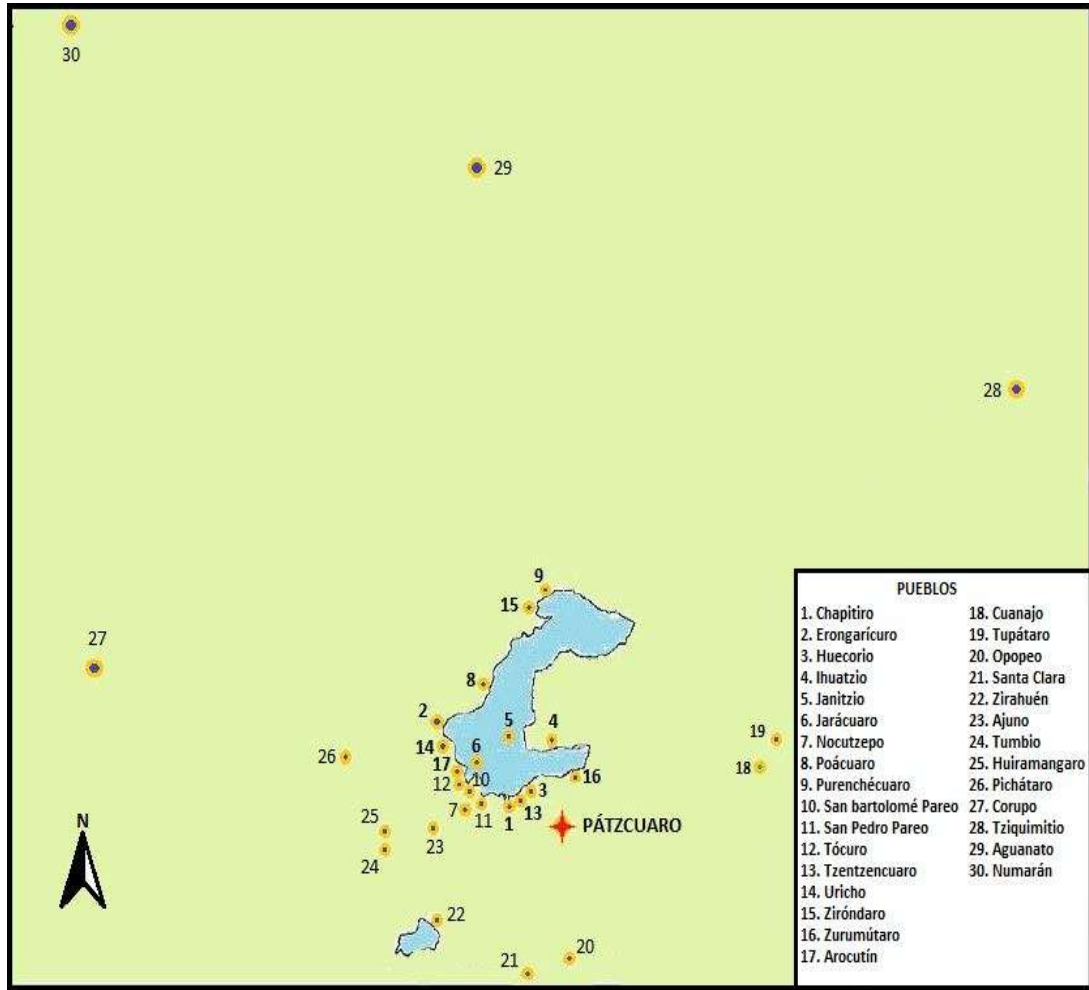 30
29
28
9
15
27
8
2
5
4
14
6
19
26
17
18
12
10
16
3
7
11
1
13
PÁTZCUARO
25
23
24
N
22
21
20
PUEBLOS
1. Chapitiro
2. Erongarícuro
3. Huecorio
4. Ihuatzio
5. Janitzio
6. Jarácuaro
7. Nocutzepo
8. Poácuaro
9. Purenchécuaro
10. San bartolomé Pareo
11. San Pedro Pareo
12. Tócuro
13. Tzentzencuaro
14. Uricho
15. Ziróndaro
16. Zurumútaro
17. Arocutín
18. Cuanajo
19. Tupátaro
20. Opopeo
21. Santa Clara
22. Zirahuén
23. Ajuno
24. Tumbio
25. Huiramangaro
26. Pichátaro
27. Corupo
28. Tziquimitio
29. Aguanato
30. Numarán